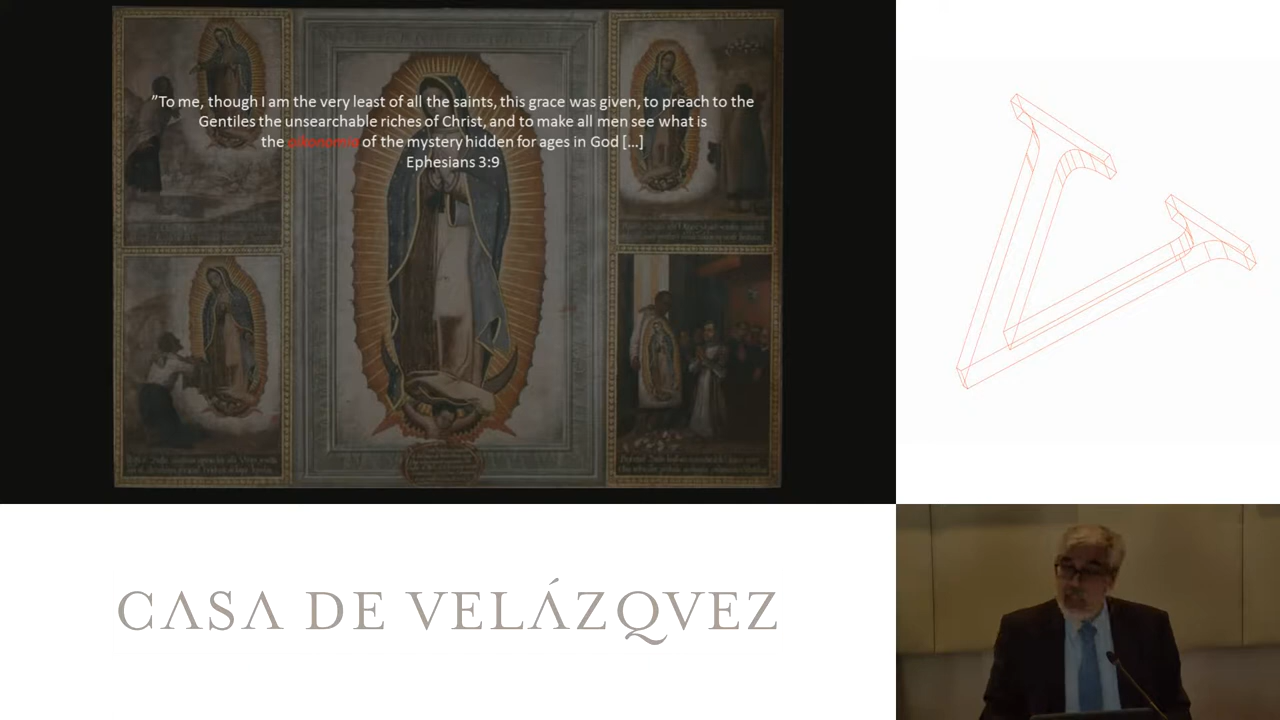 ”To me, though I am the very least of all the saints, this grace was given, to preach to the
Gentiles the unsearchable riches of Christ, and to make all men see what is
the oikonomia of the mystery hidden for ages in God [...]
Ephesians 3:9
CASA DE VELÁZQVEZ